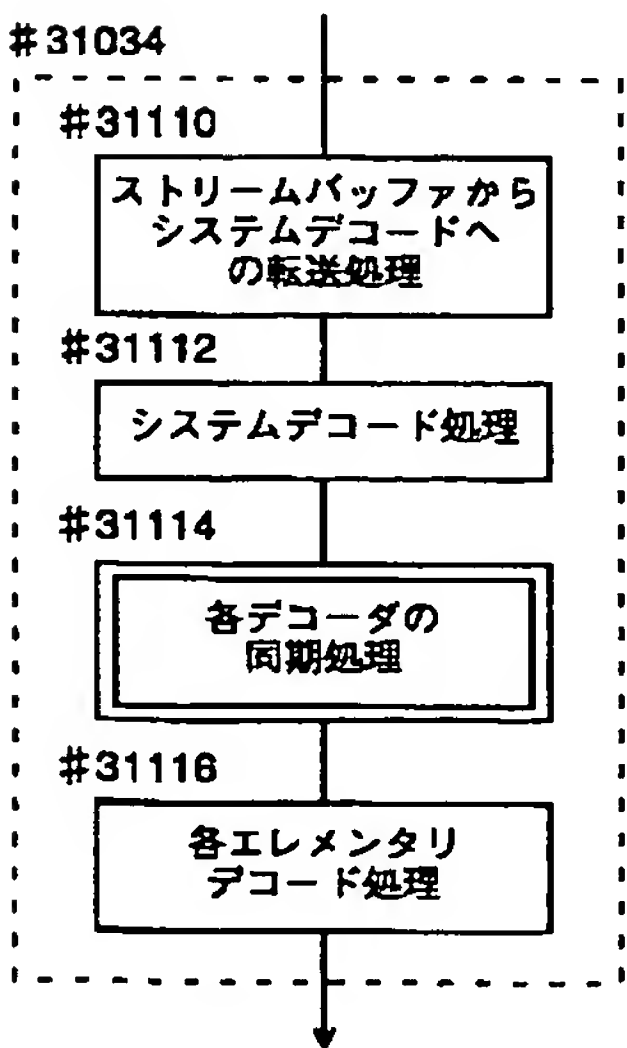 #31034
#31110
ストリームバッファから
システムデコードへ
の転送処理
#31112
システムデコード処理
#31114
各デコーダの
同期処理
#31116
各エレメンタリ
デコード処理